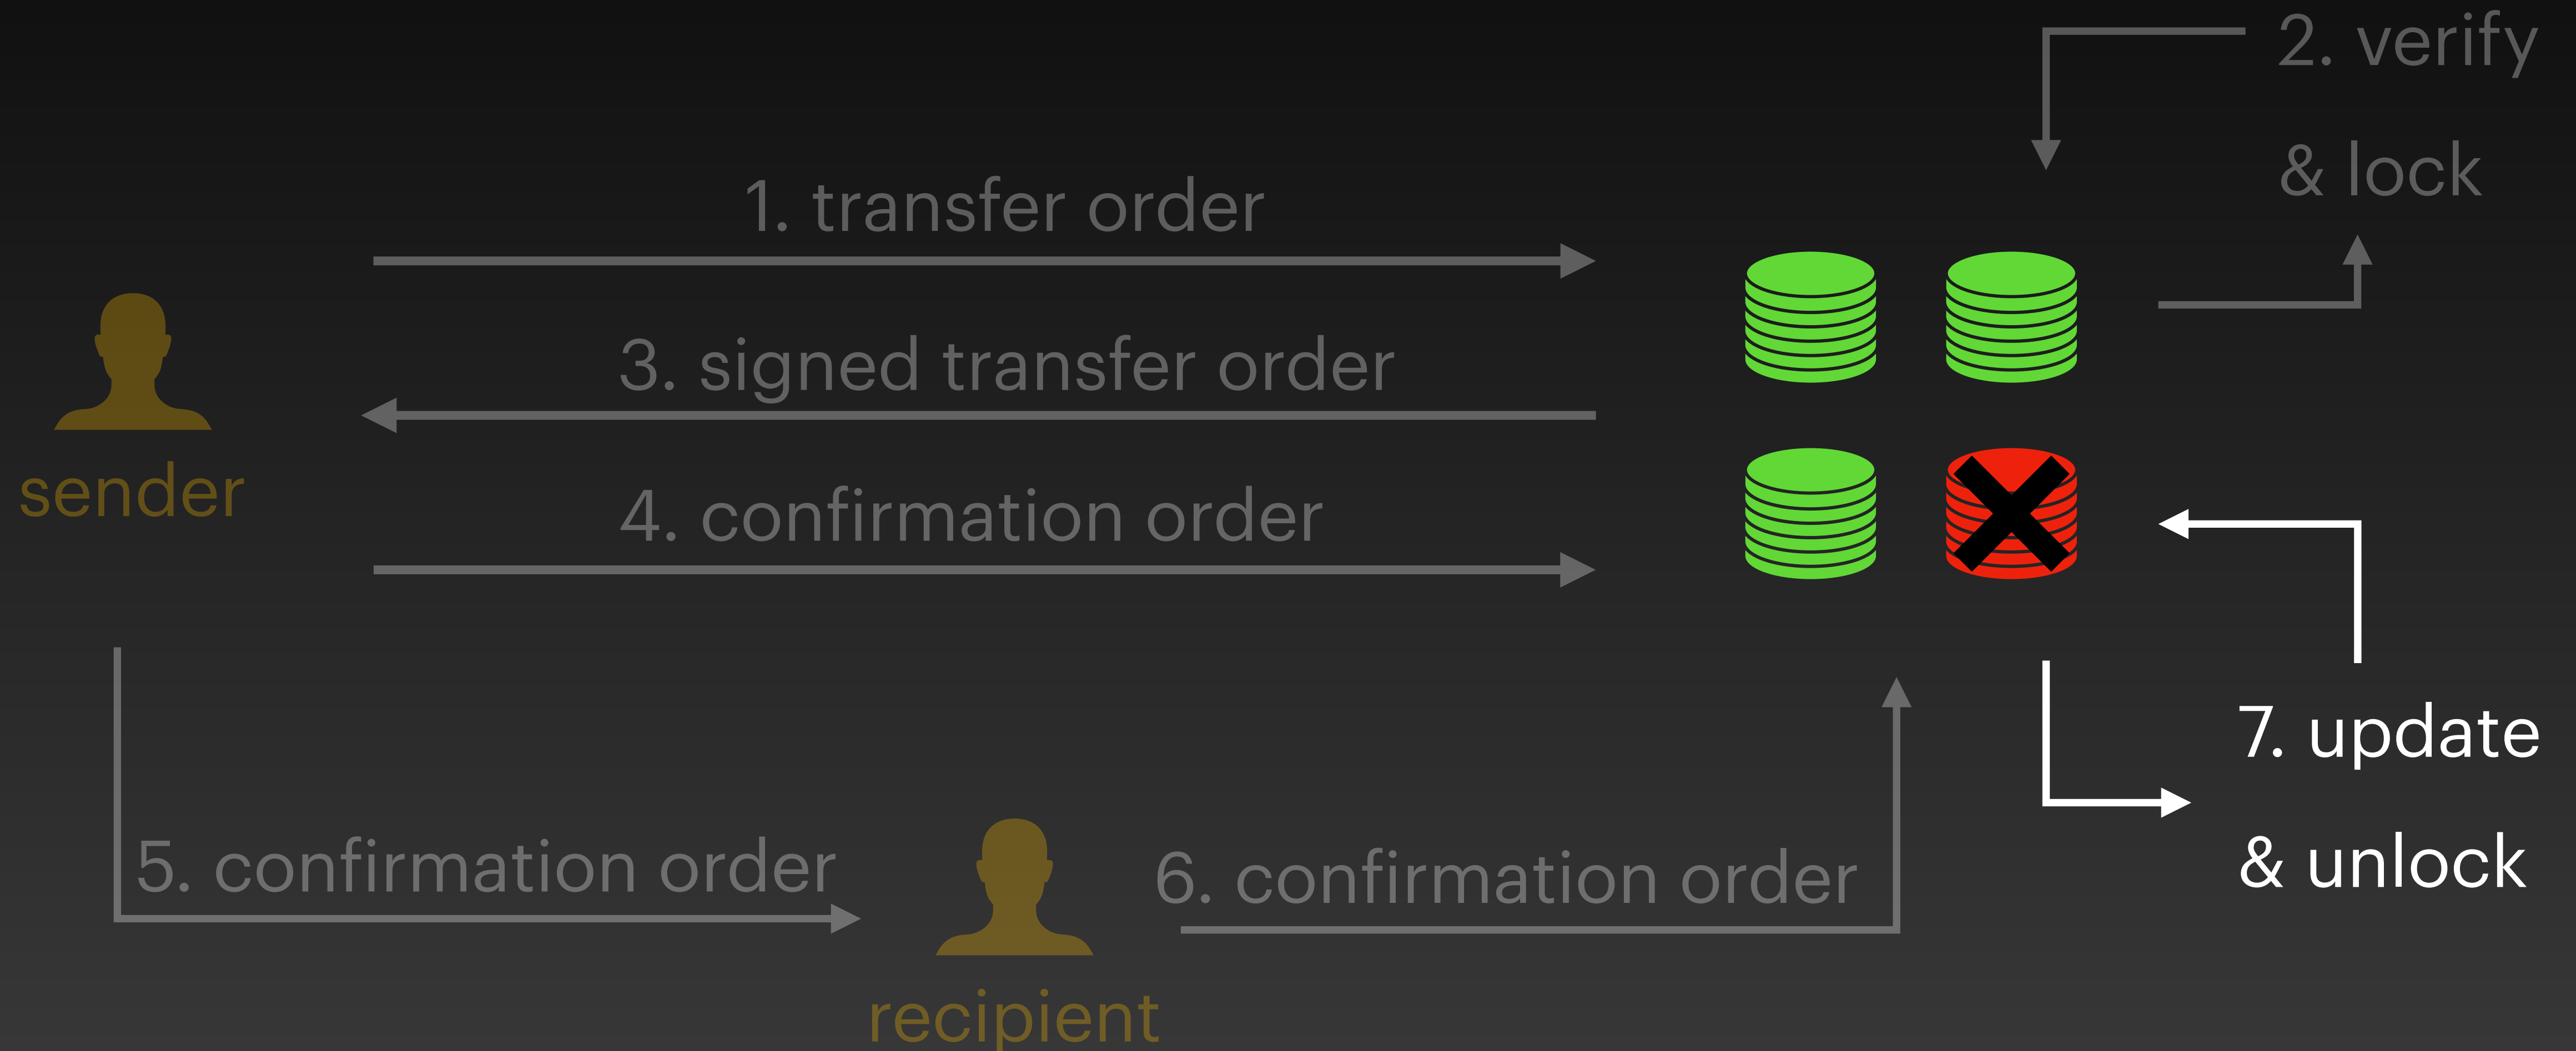 2. verify
& lock
1. transfer order
3. signed transfer order
sender
4. confirmation order
7. update
& unlock
5. confirmation order
6. confirmation order
recipient